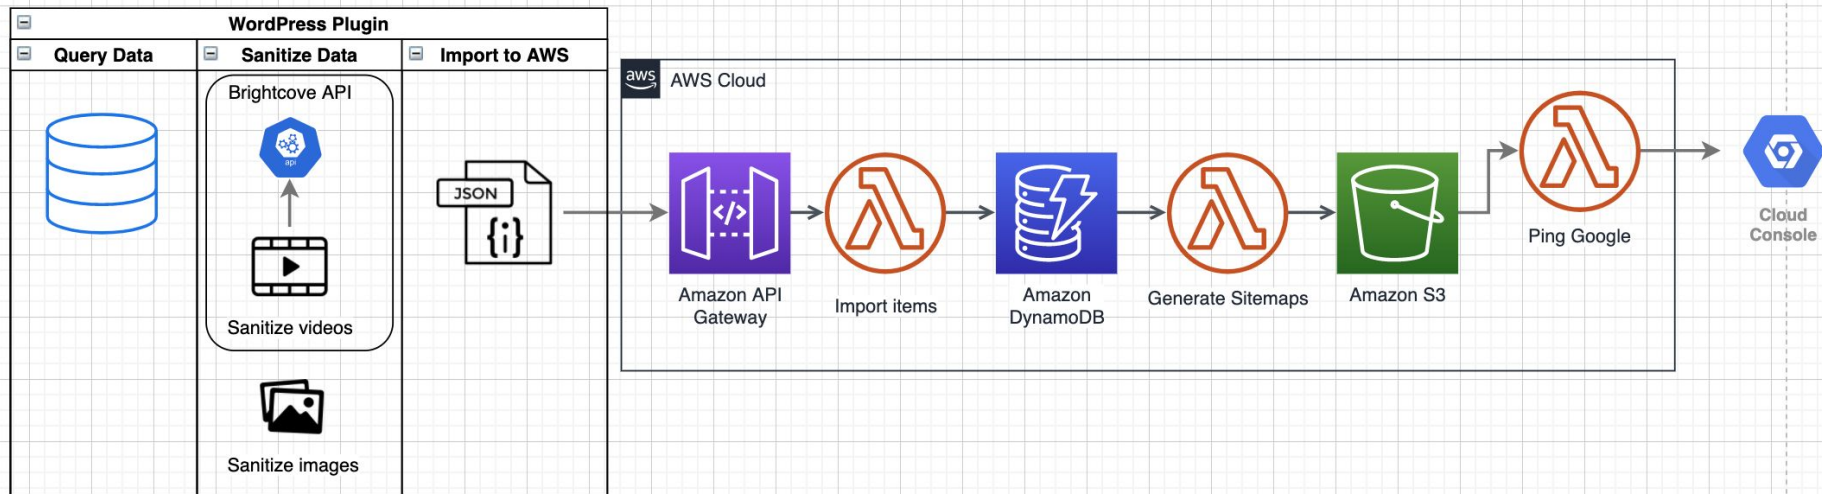 WordPress Plugin
Query Data
Sanitize Data
Import to AWS
Brightcove API
api
Sanitize videos
Sanitize images
JSON
{i}
aws
AWS Cloud
</>
Amazon API
Gateway
Import items
Amazon
DynamoDB
Generate Sitemaps
Amazon S3
Ping Google
Cloud
Console